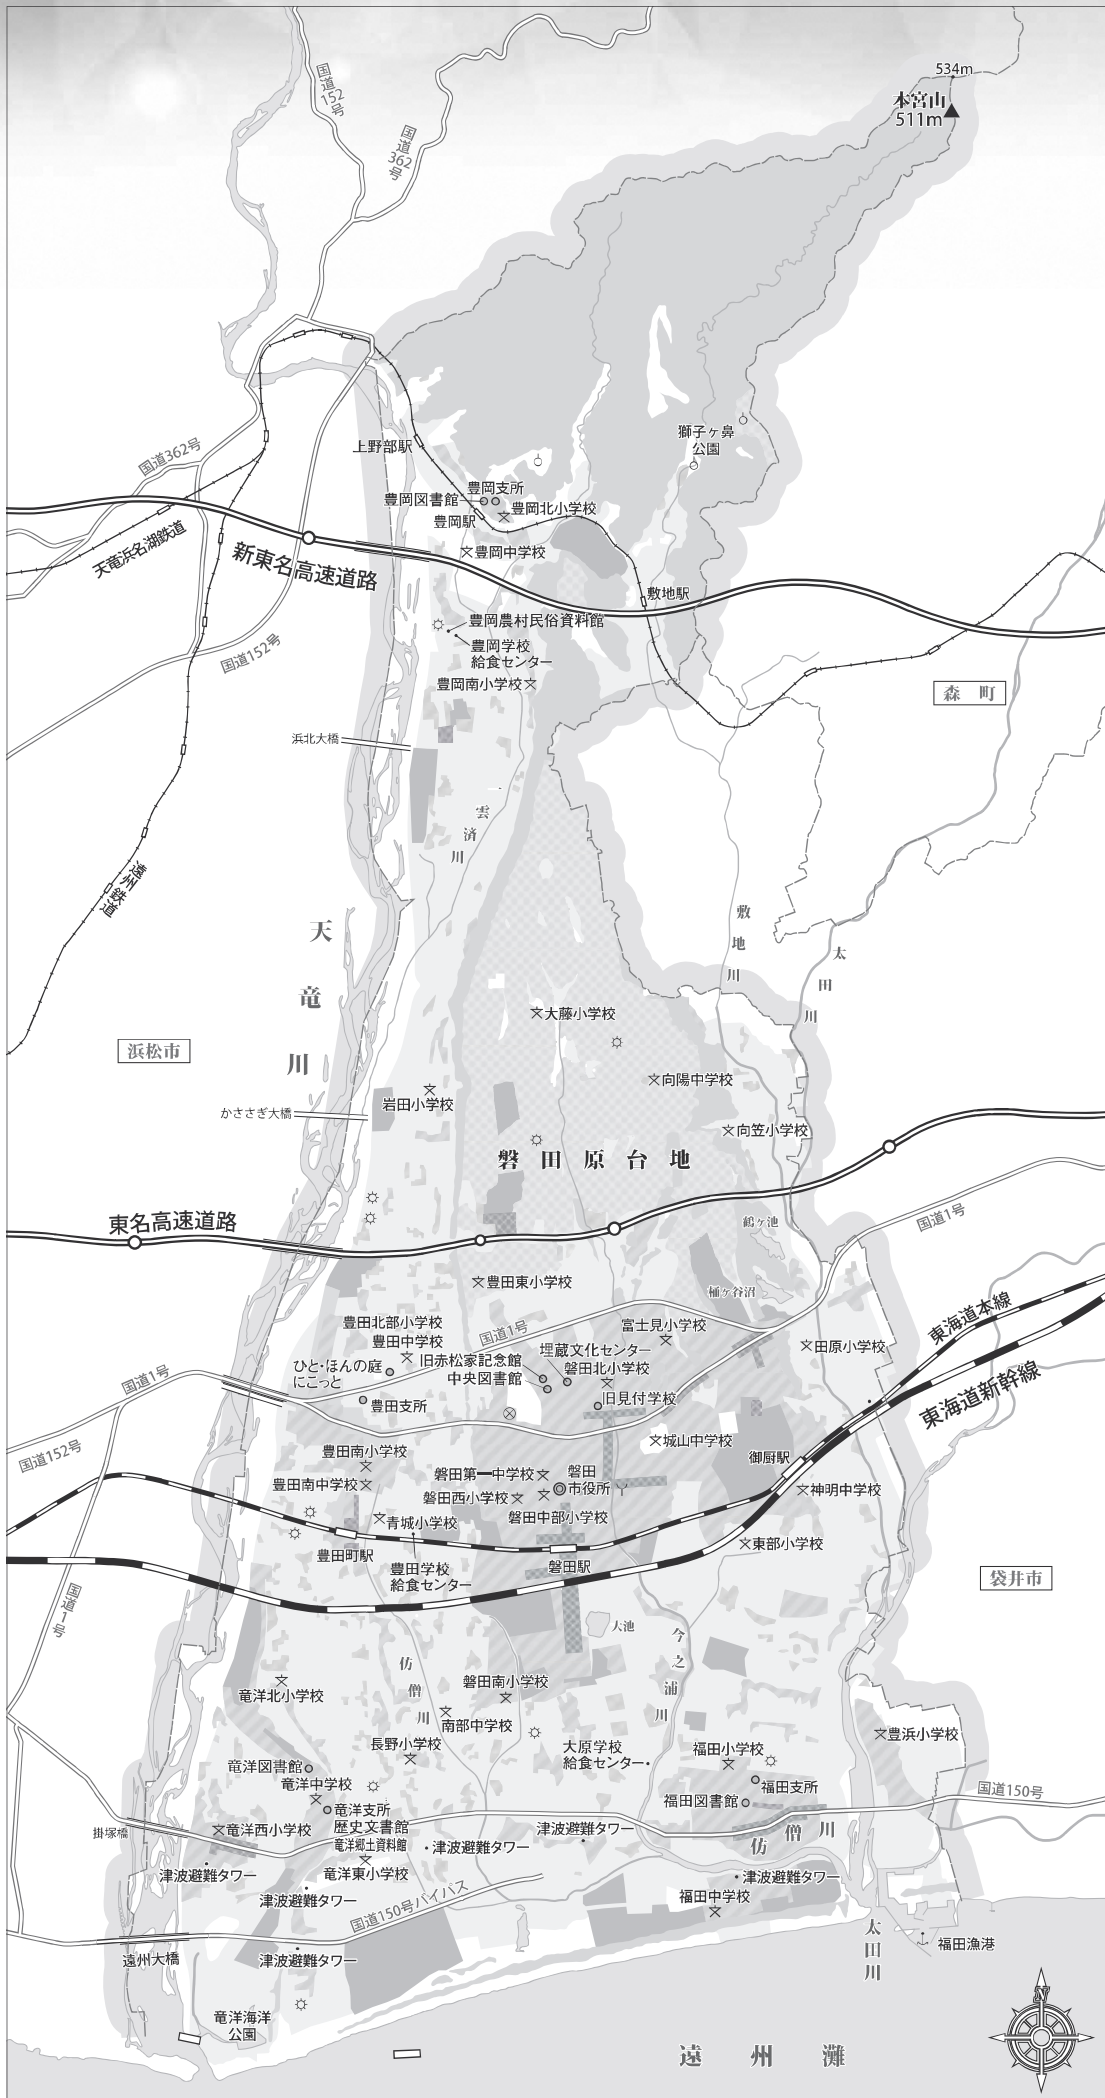 534m
本宮山
511m
国道152号
国道362号
獅子ヶ鼻
公園
上野部駅
国道362号
豊岡支所
豊岡図書館
豊岡駅
豊岡北小学校
天竜浜名湖鉄道
新東名高速道路
豊岡中学校
敷地駅
豊岡農村民俗資料館
豊岡学校
給食センター
国道152号
豊岡南小学校
森町
浜北大橋
雲済川
遠州鉄道
天竜川
敷地川
太田川
大藤小学校
浜松市
向陽中学校
岩田小学校
かささぎ大橋
向笠小学校
磐田原台地
東名高速道路
鶴ヶ池
国道1号
豊田東小学校
桶ヶ谷沼
豊田北部小学校
国道1号
富士見小学校
東海道本線
豊田中学校
埋蔵文化センター
田原小学校
旧赤松家記念館
磐田北小学校
ひと・ほんの庭
にこっと
中央図書館
国道1号
旧見付学校
東海道新幹線
豊田支所
国道152号
城山中学校
豊田南小学校
御厨駅
磐田第一中学校
磐田
市役所
豊田南中学校
磐田西小学校
神明中学校
青城小学校
磐田中部小学校
豊田町駅
東部小学校
豊田学校
給食センター
磐田駅
袋井市
国道1号
大池
今之浦川
仿僧川
竜洋北小学校
磐田南小学校
南部中学校
豊浜小学校
長野小学校
大原学校
給食センター
福田小学校
竜洋図書館
竜洋中学校
福田支所
国道150号
福田図書館
竜洋支所
歴史文書館
掛塚橋
竜洋西小学校
竜洋郷土資料館
津波避難タワー
津波避難タワー
仿僧川
津波避難タワー
竜洋東小学校
津波避難タワー
福田中学校
津波避難タワー
国道150号バイパス
太田川
福田漁港
遠州大橋
津波避難タワー
竜洋海洋
公園
N
遠州灘